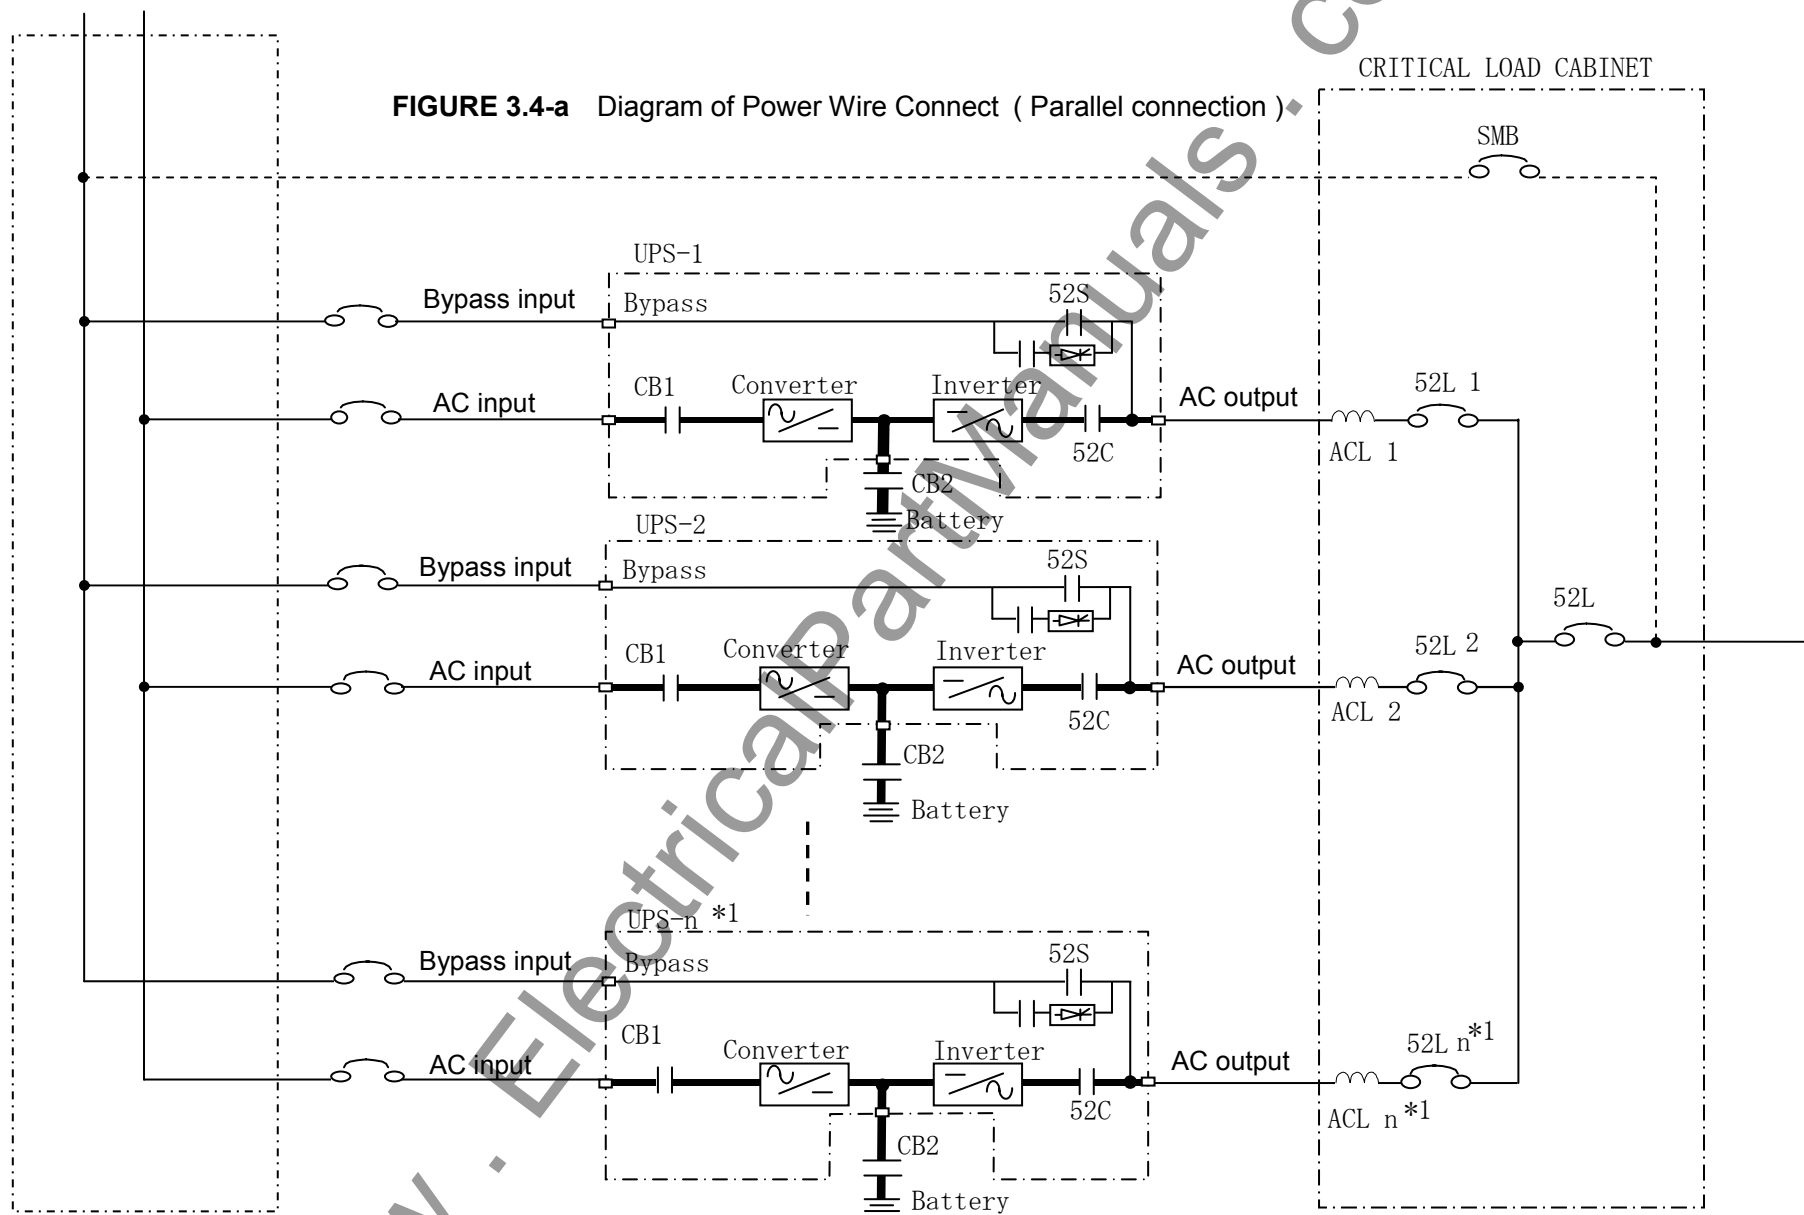 CRITICAL LOAD CABINET
FIGURE 3.4-a Diagram of Power Wire Connect ( Parallel connection )
SMB
UPS-1
Bypass input
Bypass
52S
CB1
Converter
Inverter
AC input
AC output
52L 1
52C
ACL 1
CB2
Battery
UPS-2
Bypass input
Bypass
52S
52L
CB1
Converter
Inverter
AC input
AC output
52L 2
52C
ACL 2
CB2
Battery
UPS-n *1
Bypass input
Bypass
52S
CB1
Converter
Inverter
AC input
AC output
52L n*1
52C
ACL n *1
CB2
Battery
w . ElectricalPartManuals . co